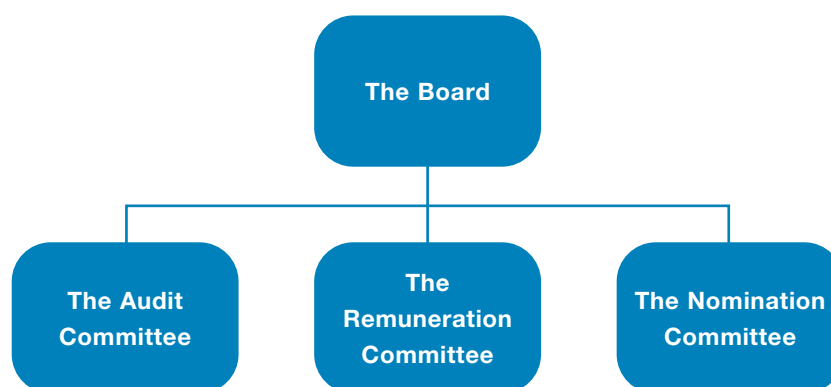 The Board
The Audit
Committee
The
Remuneration
Committee
The Nomination
Committee